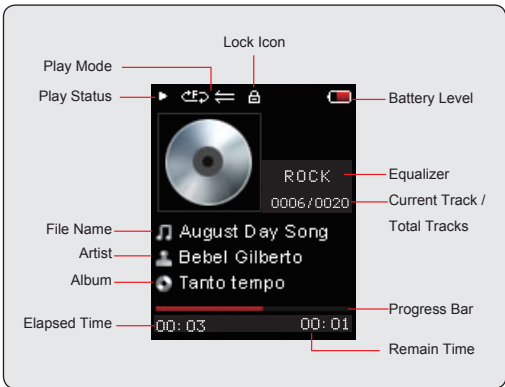 Lock Icon
Play Mode
Play Status
Battery Level
ROCK
Equalizer
0006/0020
Current Track /
Total Tracks
File Name
August Day Song
Artist
Bebel Gilberto
Album
Tanto tempo
Progress Bar
Elapsed Time
00:03
00:01
Remain Time